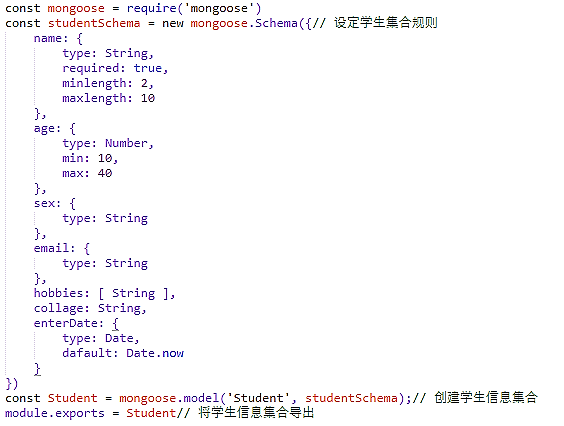 const mongoose = require('mongoose')
const studentSchema = new mongoose.Schema({// 设定学生集合规则
    name: {
        type: String,
        required: true,
        minlength: 2,
        maxlength: 10
    },
    age: {
        type: Number,
        min: 10,
        max: 40
    },
    sex: {
        type: String
    },
    email: {
        type: String
    },
    hobbies: [ String ],
    collage: String,
    enterDate: {
        type: Date,
        dafault: Date.now
    }
})
const Student = mongoose.model('Student', studentSchema);// 创建学生信息集合
module.exports = Student// 将学生信息集合导出